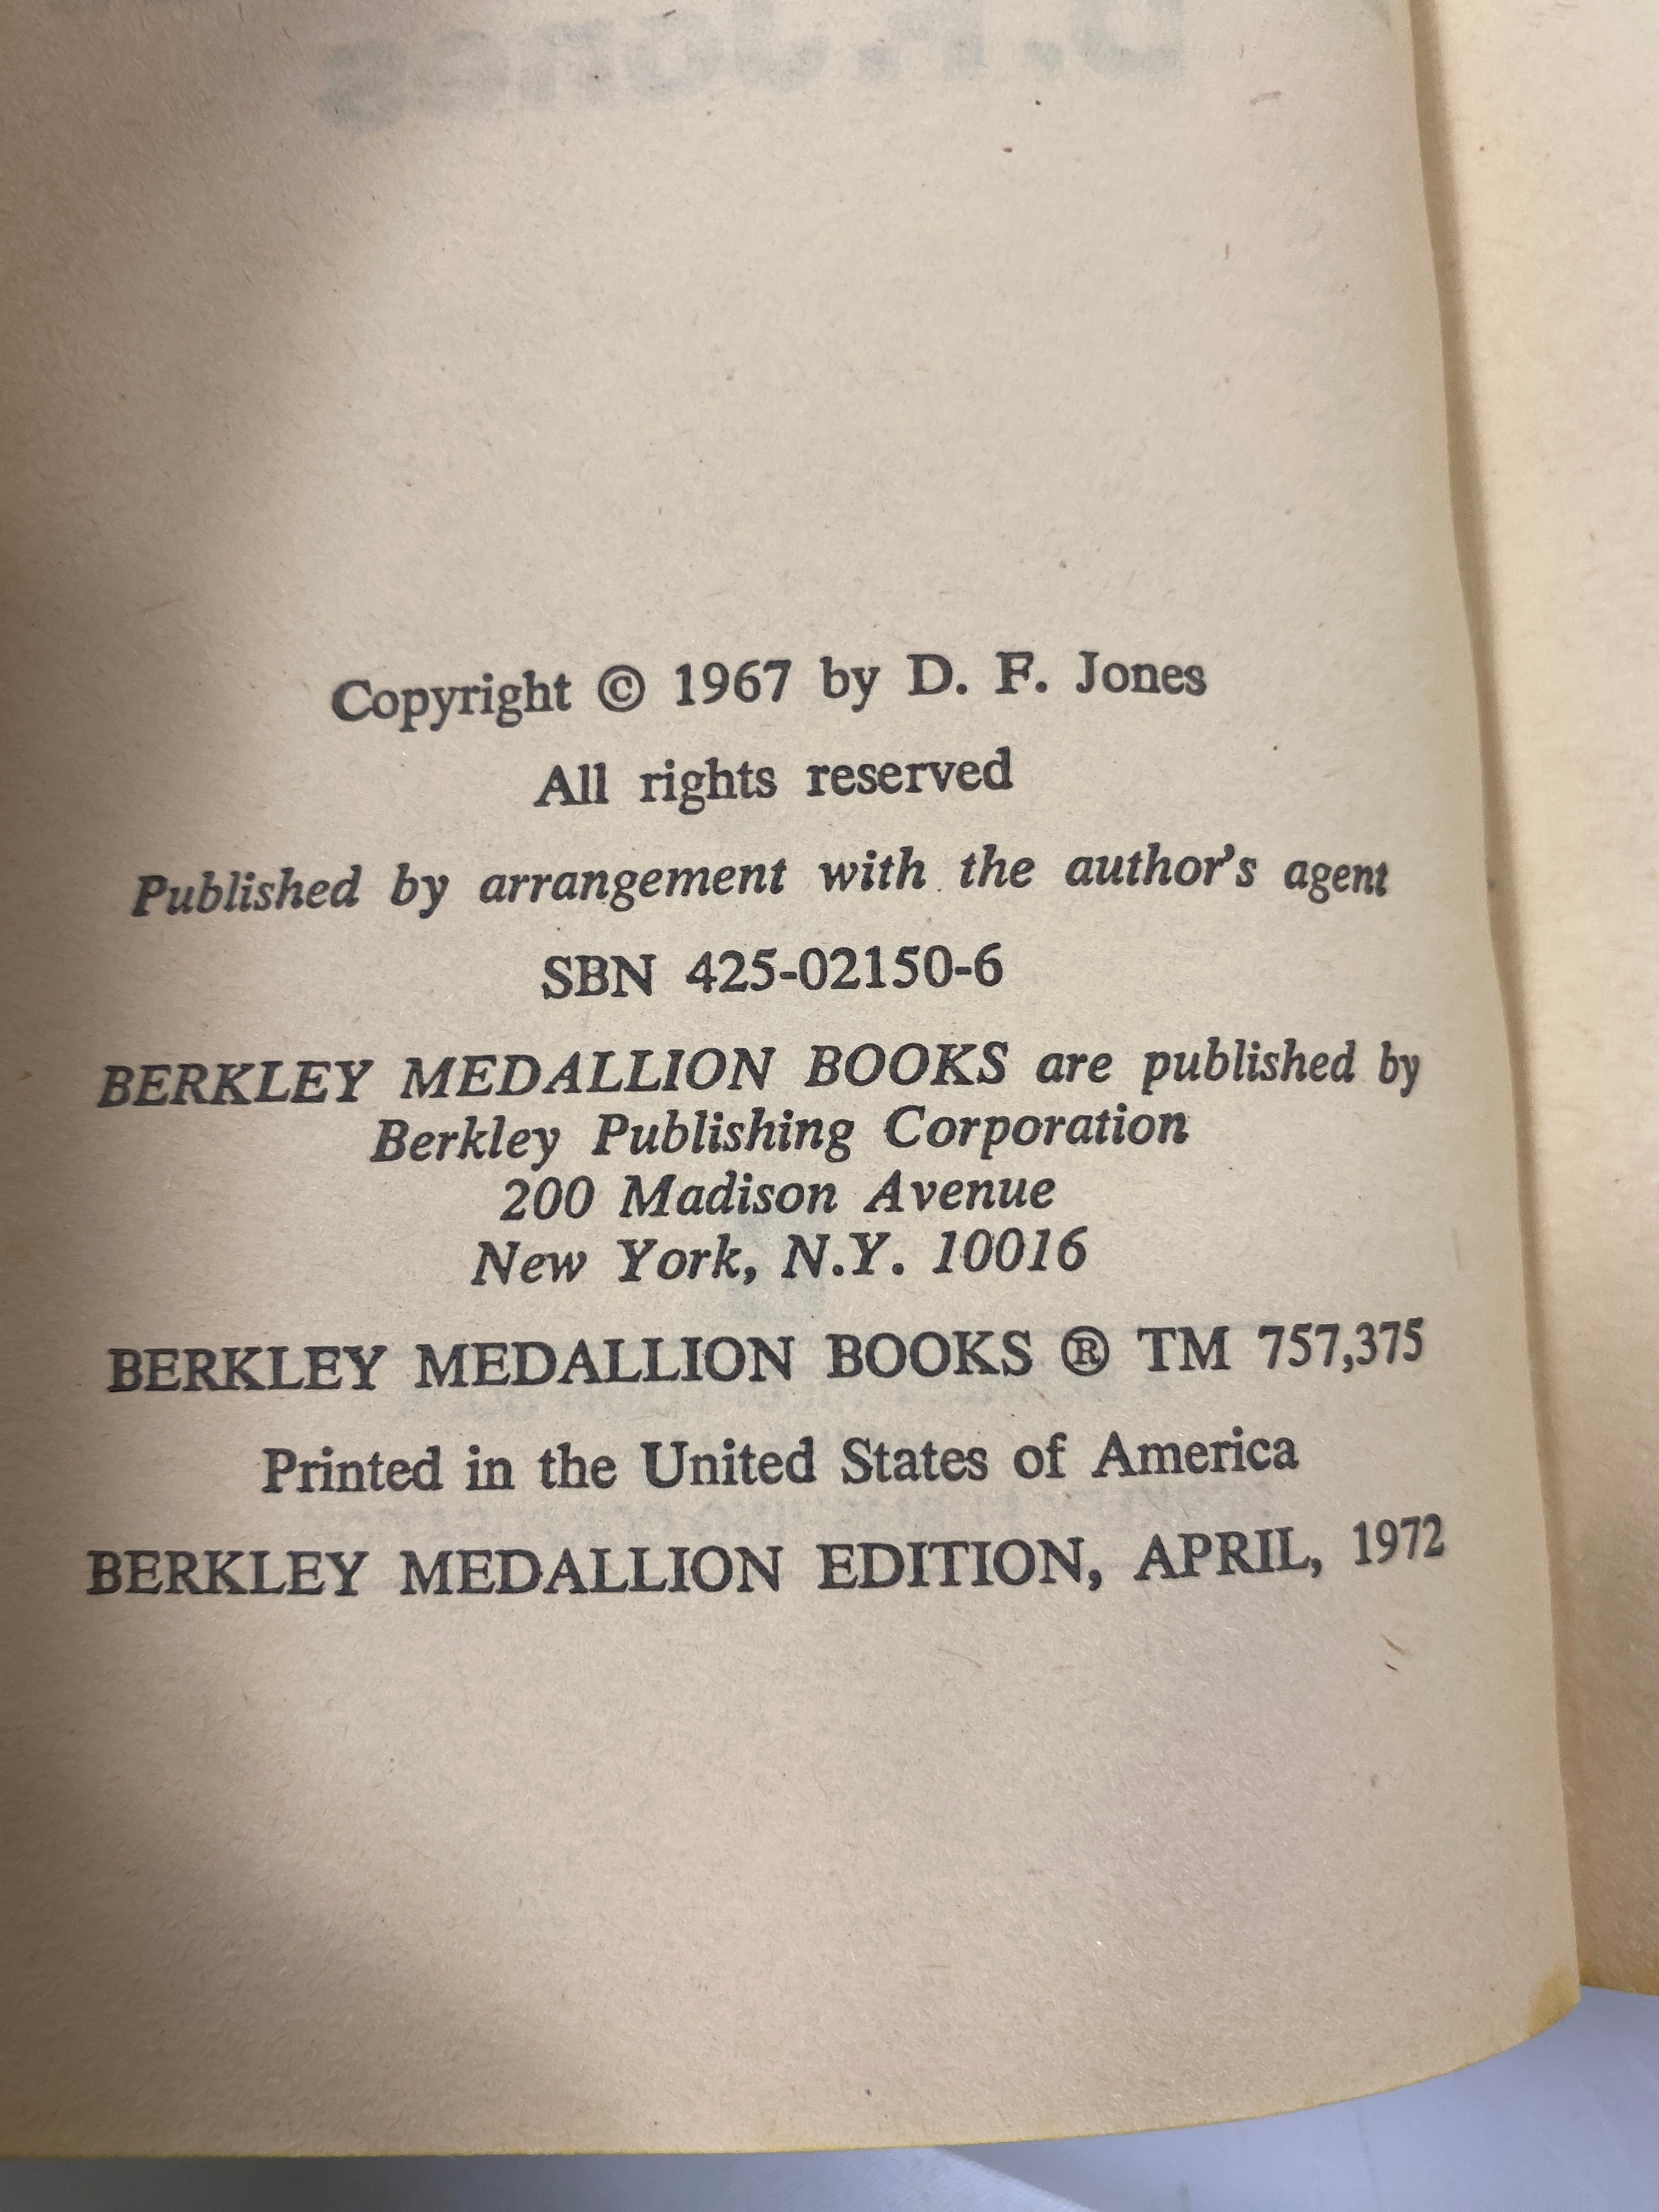 Copyright © 1967 by D. F. Jones
All rights reserved
Published by arrangement with the author's agent
SBN 425-02150-6
BERKLEY MEDALLION BOOKS are published by
Berkley Publishing Corporation
200 Madison Avenue
New York, N.Y. 10016
BERKLEY MEDALLION BOOKS ® TM 757,375
Printed in the United States of America
BERKLEY MEDALLION EDITION, APRIL, 1972